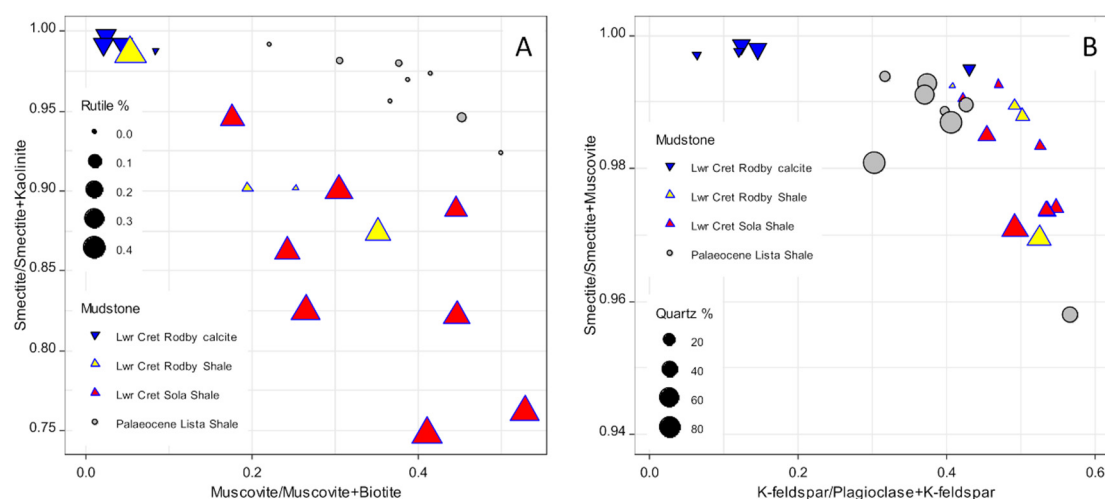 A
1.00
0.95
0.90
0.85
0.80
0.75
Smectite/Smectite+Kaolinite
Rutile %
0.0
0.1
0.2
0.3
0.4
Mudstone
Lwr Cret Rodby calcite
Lwr Cret Rodby Shale
Lwr Cret Sola Shale
Palaeocene Lista Shale
0.0 0.2 0.4
Muscovite/Muscovite+Biotite
B
1.00
0.98
0.96
0.94
Smectite/Smectite+Muscovite
Mudstone
Lwr Cret Rodby calcite
Lwr Cret Rodby Shale
Lwr Cret Sola Shale
Palaeocene Lista Shale
Quartz %
20
40
60
80
0.0 0.2 0.4 0.6
K-feldspar/Plagioclase+K-feldspar